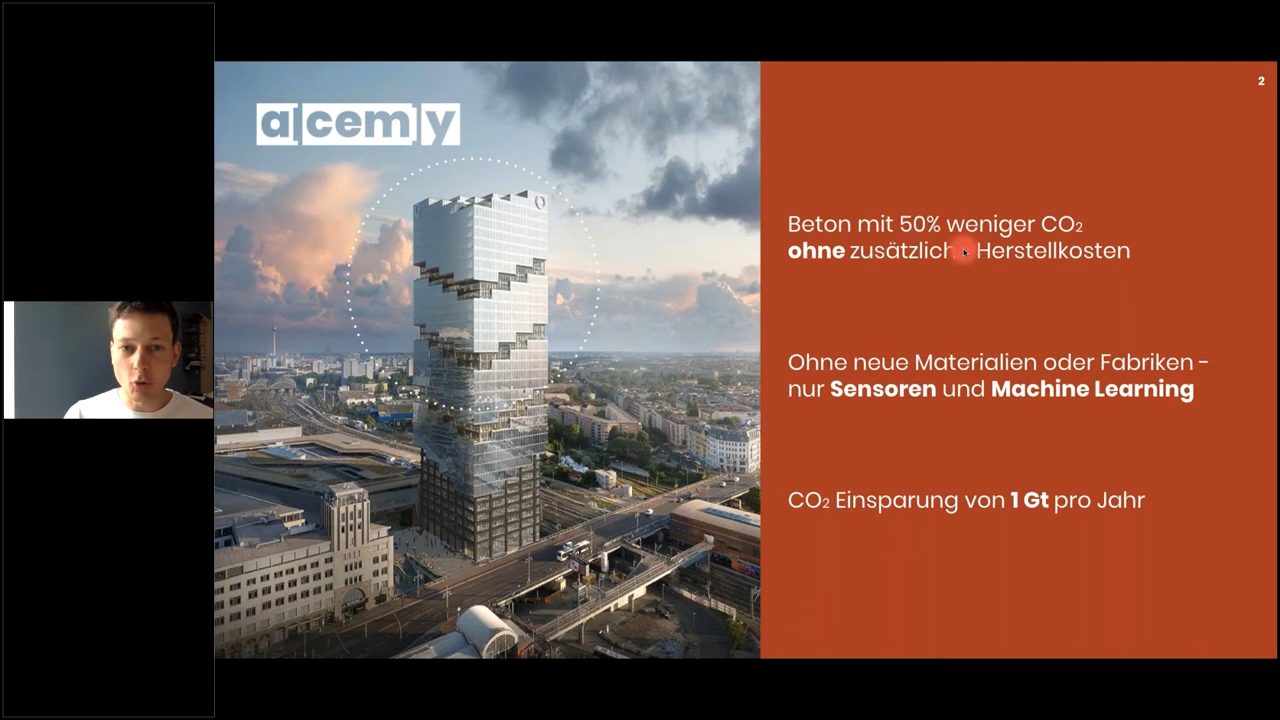 a[cem]y
2
Beton mit 50% weniger CO₂
ohne zusätzliche Herstellkosten
Ohne neue Materialien oder Fabriken -
nur Sensoren und Machine Learning
CO₂ Einsparung von 1 Gt pro Jahr